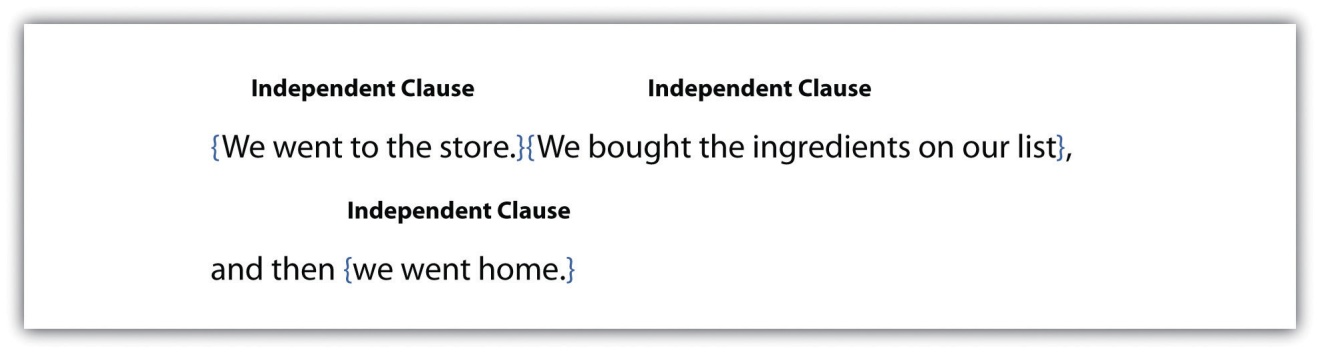 Independent Clause Independent Clause
{We went to the store.}{We bought the ingredients on our list},
Independent Clause
and then {we went home.}